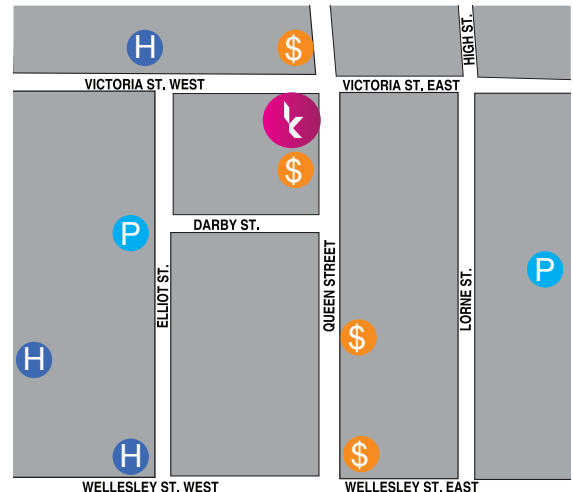 HIGH ST.
H
$
VICTORIA ST. WEST
VICTORIA ST. EAST
k
$
DARBY ST.
P
ELLIOT ST.
QUEEN STREET
LORNE ST.
P
$
H
$
H
WELLESLEY ST. WEST
WELLESLEY ST. EAST